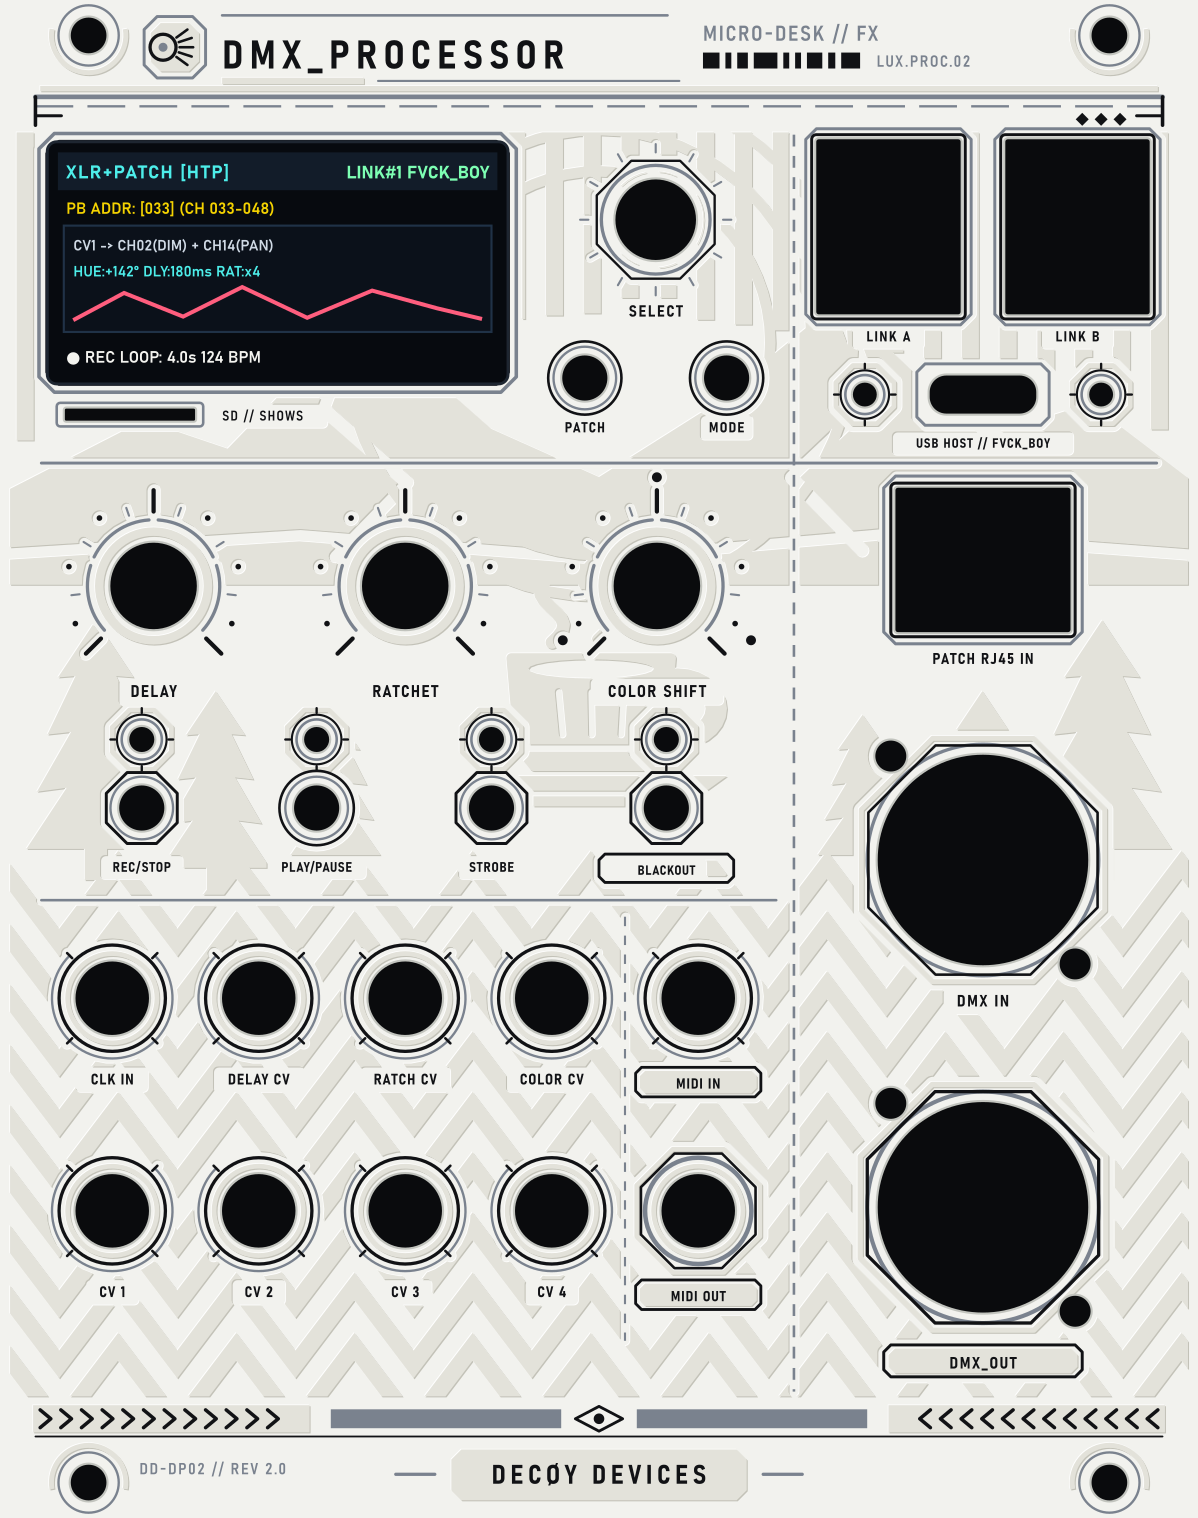 DMX_PROCESSOR
MICRO-DESK // FX
LUX.PROC.02
XLR+PATCH [HTP]
LINK#1 FVCK_BOY
PB ADDR: [033] (CH 033-048)
CV1 -> CH02(DIM) + CH14(PAN)
HUE:+142° DLY:180ms RAT:x4
REC LOOP: 4.0s 124 BPM
SD // SHOWS
SELECT
PATCH
MODE
LINK A
LINK B
USB HOST // FVCK_BOY
PATCH RJ45 IN
DELAY
RATCHET
COLOR SHIFT
REC/STOP
PLAY/PAUSE
STROBE
BLACKOUT
DMX IN
CLK IN
DELAY CV
RATCH CV
COLOR CV
MIDI IN
CV 1
CV 2
CV 3
CV 4
MIDI OUT
DMX_OUT
DD-DP02 // REV 2.0
DECØY DEVICES